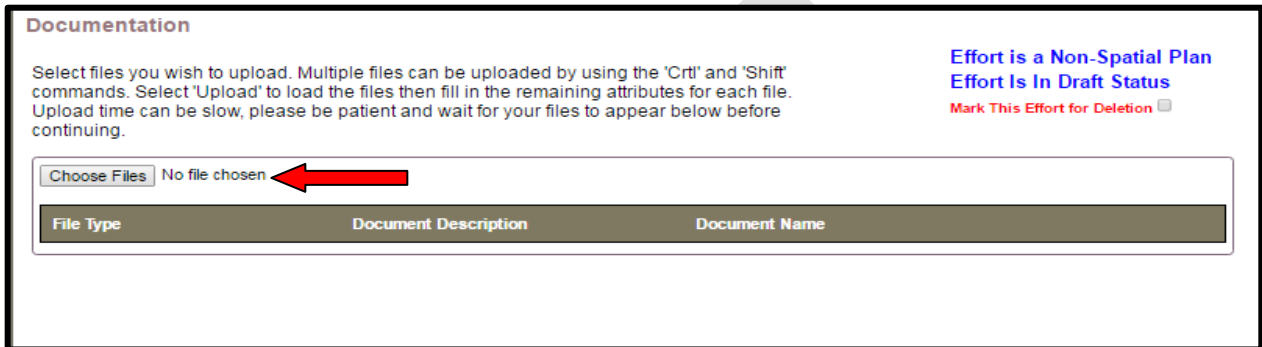 Documentation
Select files you wish to upload. Multiple files can be uploaded by using the 'Crtl' and 'Shift'
commands. Select 'Upload' to load the files then fill in the remaining attributes for each file.
Upload time can be slow, please be patient and wait for your files to appear below before
continuing.
Effort is a Non-Spatial Plan
Effort Is In Draft Status
Mark This Effort for Deletion
Choose Files No file chosen
File Type Document Description Document Name